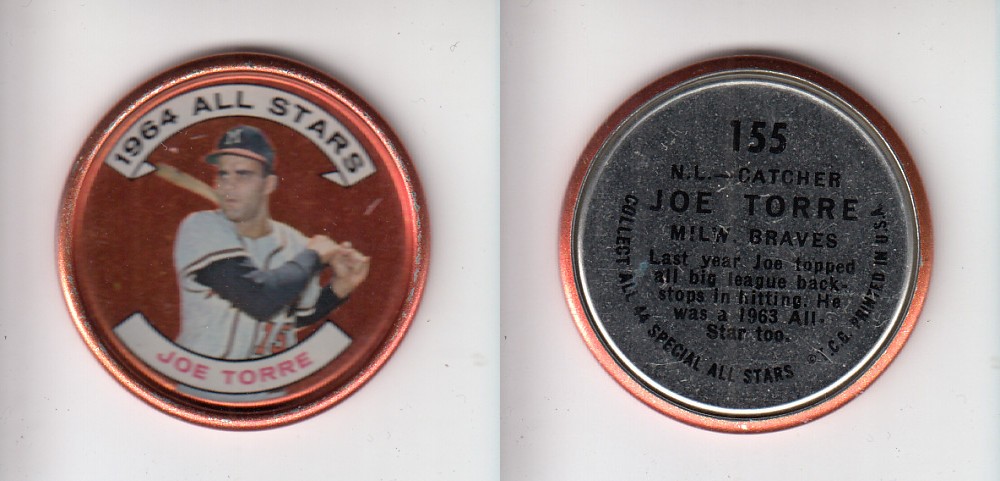 1964 ALL STARS
JOE TORRE
155
N.L.—CATCHER
JOE TORRE
MILW. BRAVES
Last year Joe topped
all big league back-
stops in hitting. He
was a 1963 All-
Star too.
COLLECT ALL 44 SPECIAL ALL STARS © T.C.G. PRINTED IN U.S.A.